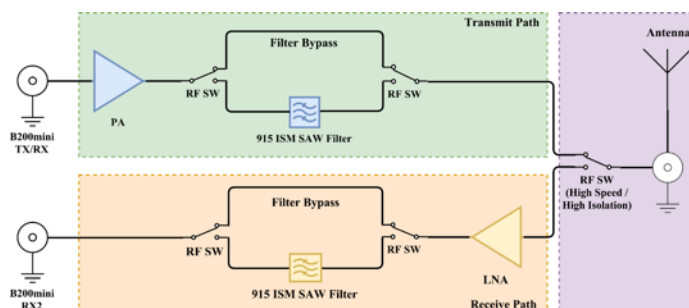 Transmit Path
Antenna
Filter Bypass
RF SW
RF SW
PA
B200mini
TX/RX
915 ISM SAW Filter
RF SW
(High Speed /
High Isolation)
Filter Bypass
RF SW
RF SW
LNA
B200mini
RX2
915 ISM SAW Filter
Receive Path